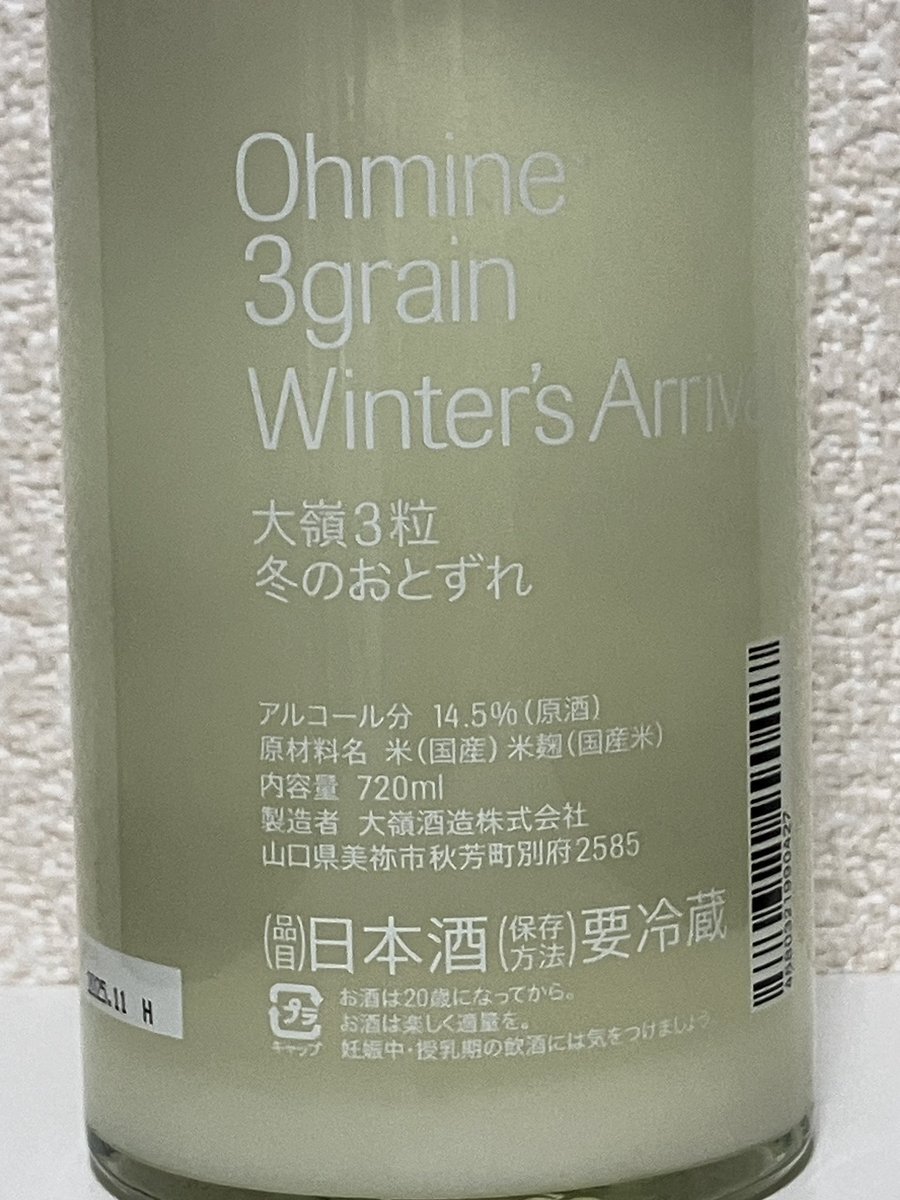 Ohmine
3grain
Winter's Arriva
大嶺3粒
冬のおとずれ
アルコール分 14.5%(原酒)
原材料名 米(国産) 米麹(国産米)
内容量 720ml
製造者 大嶺酒造株式会社
山口県美祢市秋芳町別府2585
(品目)日本酒(保存方法)要冷蔵
プラ
キャップ
お酒は20歳になってから。
お酒は楽しく適量を。
妊娠中・授乳期の飲酒には気をつけましょう
2025.11 H